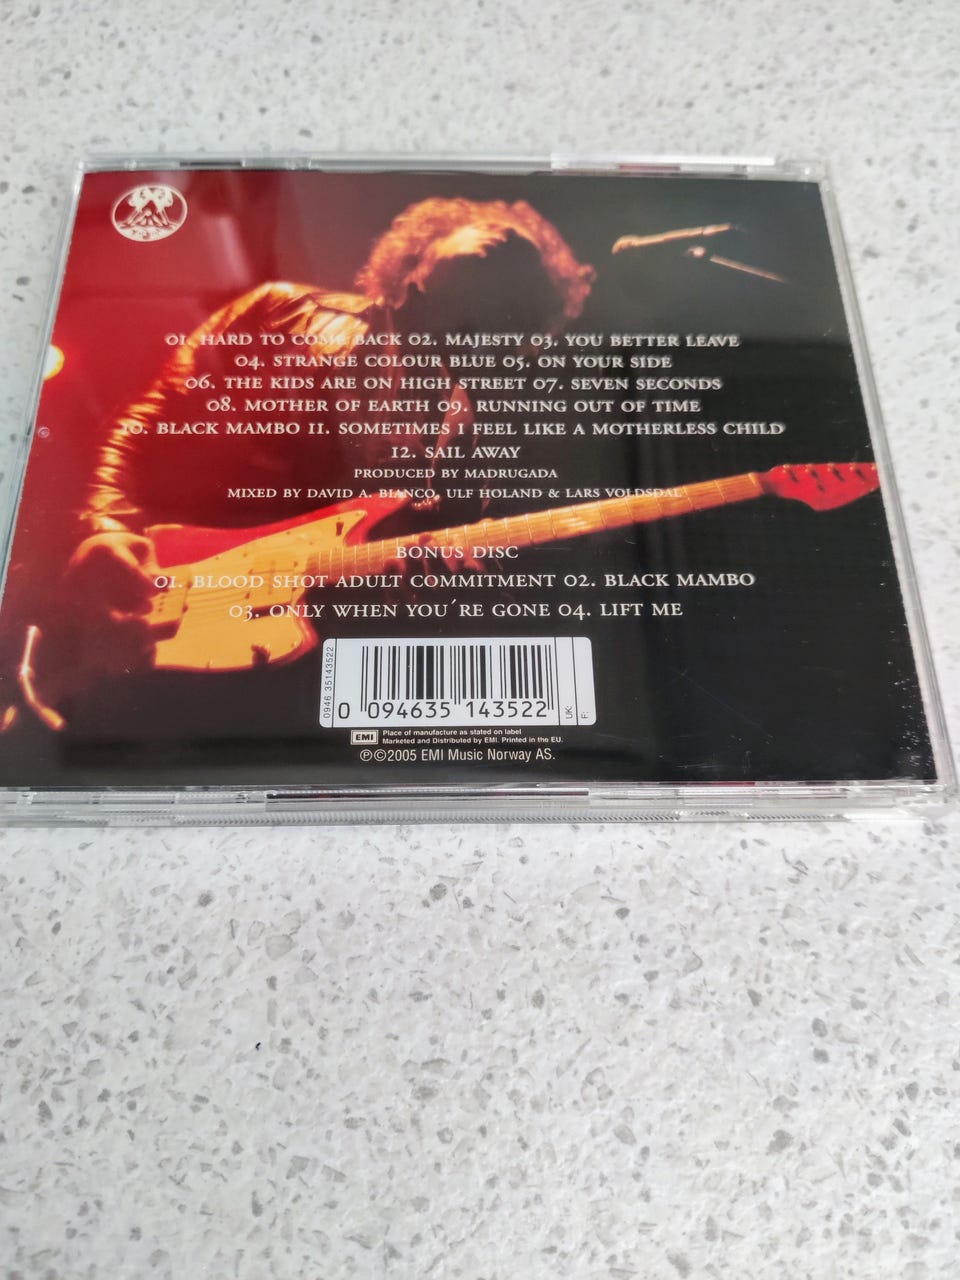 01. HARD TO COME BACK 02. MAJESTY 03. YOU BETTER LEAVE
04. STRANGE COLOUR BLUE 05. ON YOUR SIDE
06. THE KIDS ARE ON HIGH STREET 07. SEVEN SECONDS
08. MOTHER OF EARTH 09. RUNNING OUT OF TIME
10. BLACK MAMBO 11. SOMETIMES I FEEL LIKE A MOTHERLESS CHILD
12. SAIL AWAY
PRODUCED BY MADRUGADA
MIXED BY DAVID A. BIANCO, ULF HOLAND & LARS VOLDSDAL
BONUS DISC
01. BLOOD SHOT ADULT COMMITMENT 02. BLACK MAMBO
03. ONLY WHEN YOU´RE GONE 04. LIFT ME
0946 35143522
0 094635 143522
UK:
F:
EMI
Place of manufacture as stated on label
Marketed and Distributed by EMI. Printed in the EU.
℗©2005 EMI Music Norway AS.